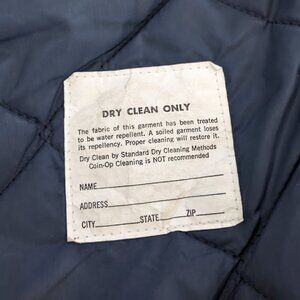 DRY CLEAN ONLY
The fabric of this garment has been treated
to be water repellent. A soiled garment loses
its repellency. Proper cleaning will restore it.
Dry Clean by Standard Dry Cleaning Methods
Coin-Op Cleaning is NOT recommended
NAME
ADDRESS
CITY STATE ZIP